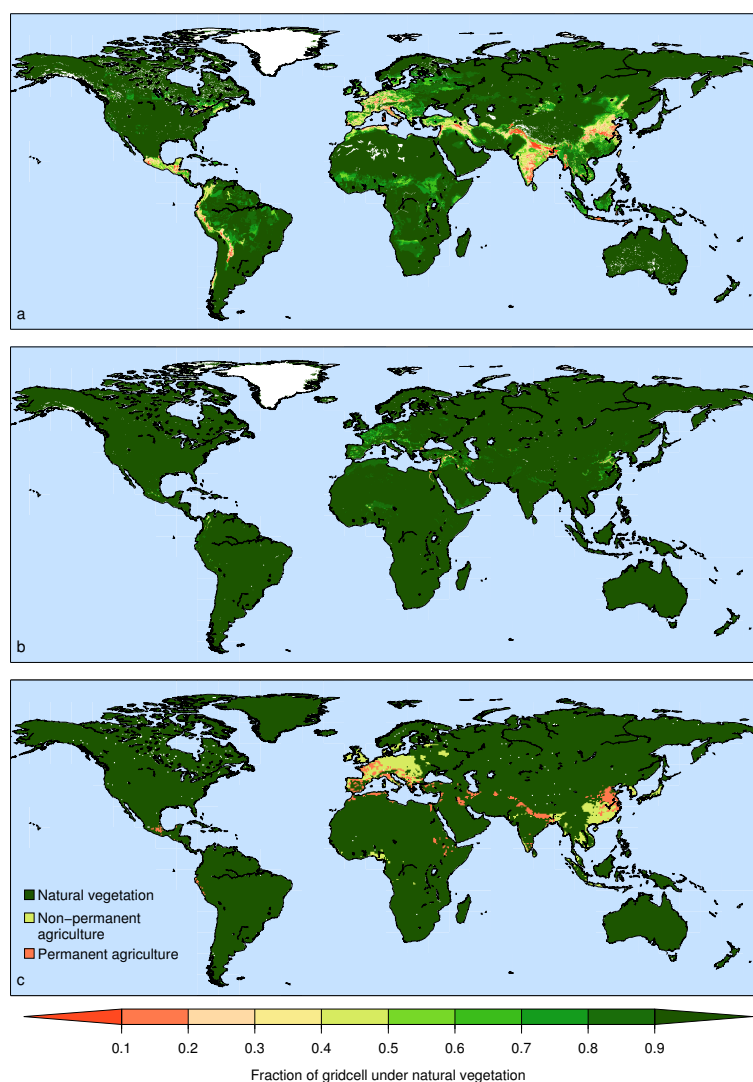 a
b
Natural vegetation
Non−permanent
agriculture
Permanent agriculture
c
0.1 0.2 0.3 0.4 0.5 0.6 0.7 0.8 0.9
Fraction of gridcell under natural vegetation